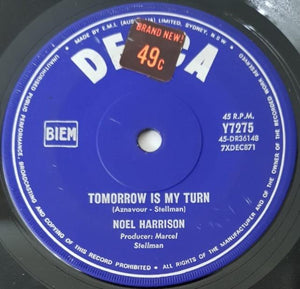 MADE BY E.M.I. (AUSTRALIA) LIMITED, SYDNEY, N.S.W.
ALL RIGHTS OF THE MANUFACTURER AND OF THE OWNER OF THE RECORDED WORK RESERVED
UNAUTHORISED PUBLIC PERFORMANCE, BROADCASTING AND COPYING OF THIS RECORD PROHIBITED
BRAND NEW!
49c
DECCA
BIEM
45 R.P.M.
Y7275
45-DR36148
7XDEC871
TOMORROW IS MY TURN
(Aznavour - Stellman)
NOEL HARRISON
Producer: Marcel
Stellman